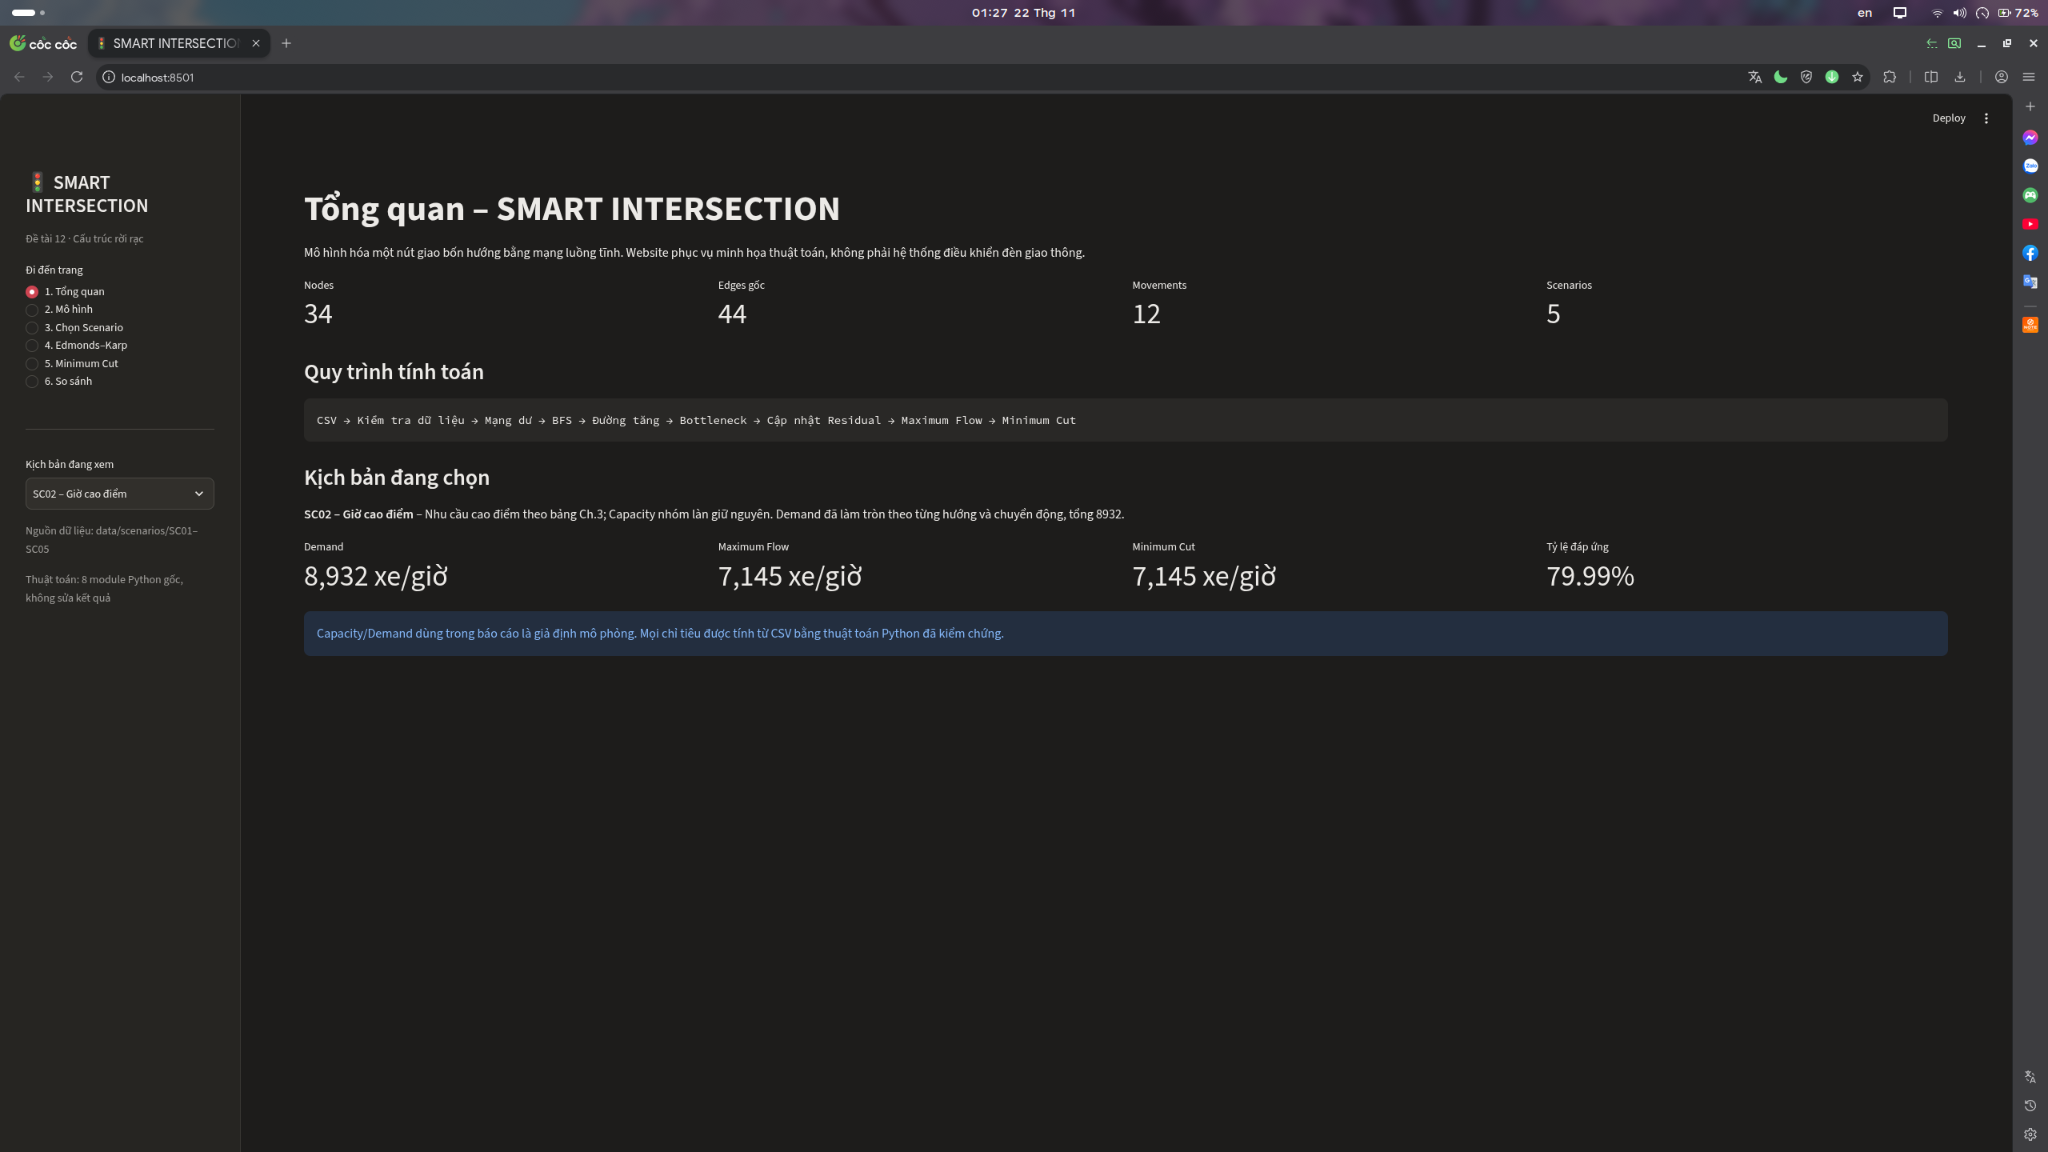 01:27 22 Thg 11
en
72%
cốc cốc
SMART INTERSECTION
localhost:8501
Deploy
SMART
INTERSECTION
Đề tài 12 · Cấu trúc rời rạc
Đi đến trang
1. Tổng quan
2. Mô hình
3. Chọn Scenario
4. Edmonds–Karp
5. Minimum Cut
6. So sánh
Kịch bản đang xem
SC02 – Giờ cao điểm
Nguồn dữ liệu: data/scenarios/SC01–
SC05
Thuật toán: 8 module Python gốc,
không sửa kết quả
Tổng quan – SMART INTERSECTION
Mô hình hóa một nút giao bốn hướng bằng mạng luồng tĩnh. Website phục vụ minh họa thuật toán, không phải hệ thống điều khiển đèn giao thông.
Nodes
34
Edges gốc
44
Movements
12
Scenarios
5
Quy trình tính toán
CSV → Kiểm tra dữ liệu → Mạng dư → BFS → Đường tăng → Bottleneck → Cập nhật Residual → Maximum Flow → Minimum Cut
Kịch bản đang chọn
SC02 – Giờ cao điểm – Nhu cầu cao điểm theo bảng Ch.3; Capacity nhóm làn giữ nguyên. Demand đã làm tròn theo từng hướng và chuyển động, tổng 8932.
Demand
8,932 xe/giờ
Maximum Flow
7,145 xe/giờ
Minimum Cut
7,145 xe/giờ
Tỷ lệ đáp ứng
79.99%
Capacity/Demand dùng trong báo cáo là giả định mô phỏng. Mọi chỉ tiêu được tính từ CSV bằng thuật toán Python đã kiểm chứng.